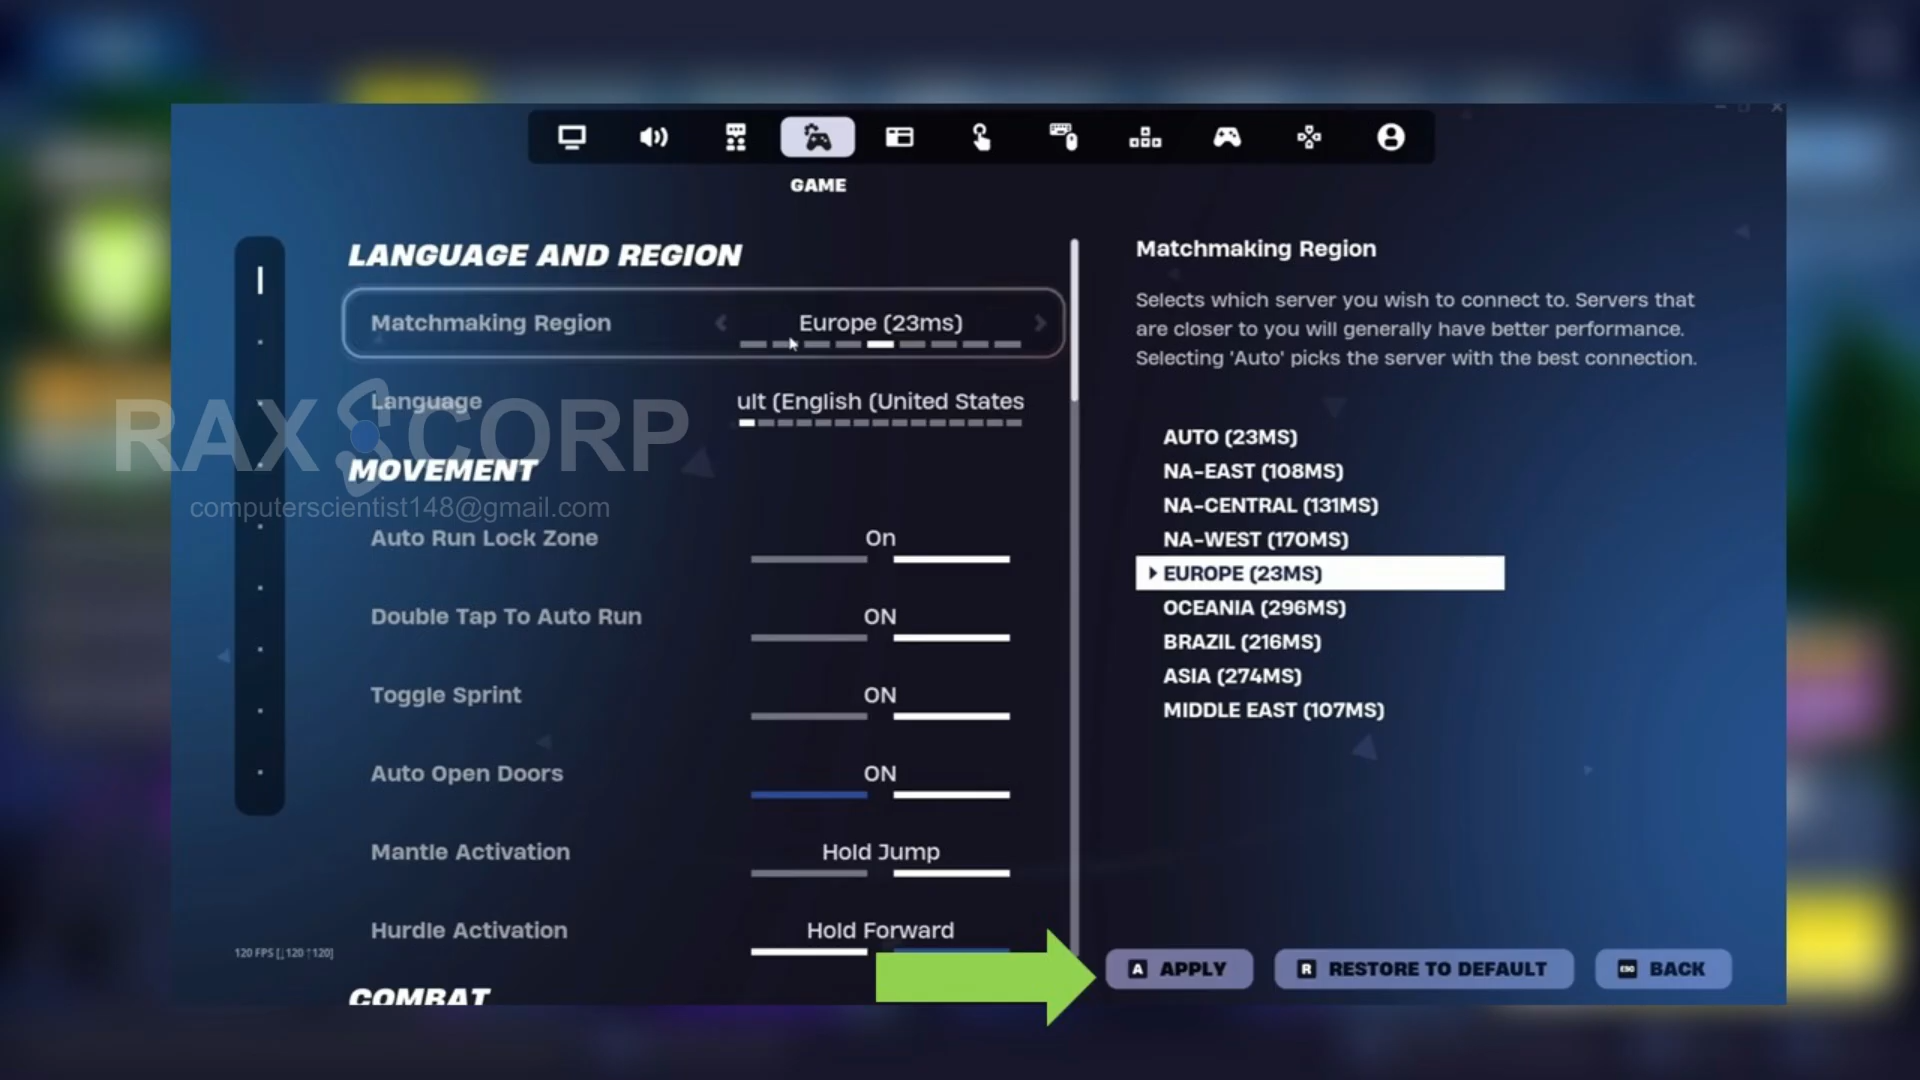 GAME
LANGUAGE AND REGION
Matchmaking Region
Europe (23ms)
Language
ult (English (United States
MOVEMENT
Auto Run Lock Zone
On
Double Tap To Auto Run
ON
Toggle Sprint
ON
Auto Open Doors
ON
Mantle Activation
Hold Jump
Hurdle Activation
Hold Forward
COMBAT
120 FPS [↓120 ↑120]
RAX CORP
computerscientist148@gmail.com
Matchmaking Region
Selects which server you wish to connect to. Servers that
are closer to you will generally have better performance.
Selecting 'Auto' picks the server with the best connection.
AUTO (23MS)
NA-EAST (108MS)
NA-CENTRAL (131MS)
NA-WEST (170MS)
EUROPE (23MS)
OCEANIA (296MS)
BRAZIL (216MS)
ASIA (274MS)
MIDDLE EAST (107MS)
A APPLY
R RESTORE TO DEFAULT
ESC BACK